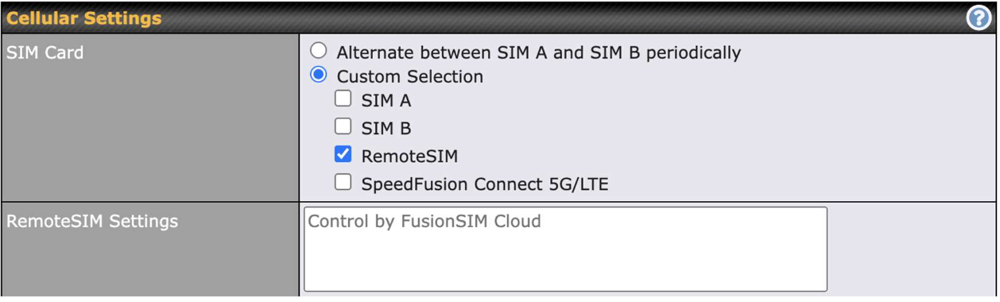 Cellular Settings
?
SIM Card
Alternate between SIM A and SIM B periodically
Custom Selection
SIM A
SIM B
RemoteSIM
SpeedFusion Connect 5G/LTE
RemoteSIM Settings
Control by FusionSIM Cloud